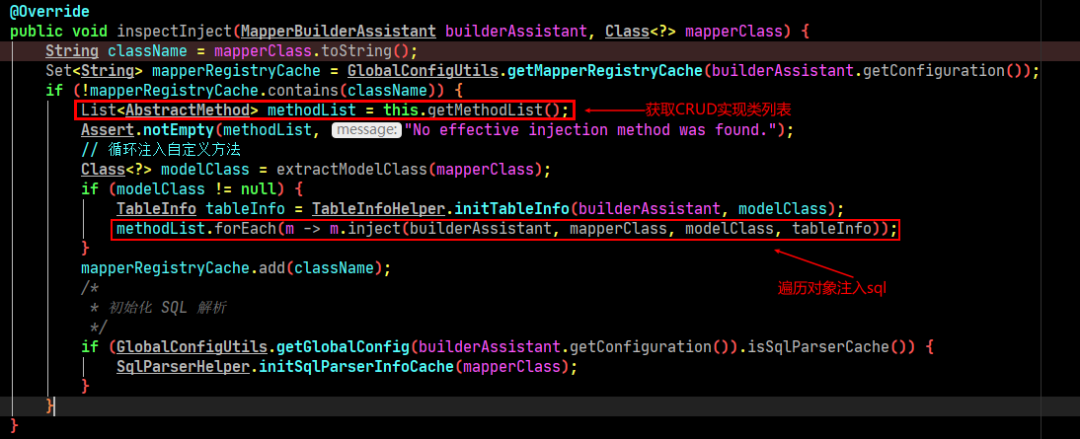 @Override
public void inspectInject(MapperBuilderAssistant builderAssistant, Class<?> mapperClass) {
String className = mapperClass.toString();
Set<String> mapperRegistryCache = GlobalConfigUtils.getMapperRegistryCache(builderAssistant.getConfiguration());
if (!mapperRegistryCache.contains(className)) {
List<AbstractMethod> methodList = this.getMethodList(); 获取CRUD实现类列表
Assert.notEmpty(methodList, message: "No effective injection method was found.");
// 循环注入自定义方法
Class<?> modelClass = extractModelClass(mapperClass);
if (modelClass != null) {
TableInfo tableInfo = TableInfoHelper.initTableInfo(builderAssistant, modelClass);
methodList.forEach(m -> m.inject(builderAssistant, mapperClass, modelClass, tableInfo));
}
mapperRegistryCache.add(className);
遍历对象注入sql
/*
* 初始化 SQL 解析
*/
if (GlobalConfigUtils.getGlobalConfig(builderAssistant.getConfiguration()).isSqlParserCache()) {
SqlParserHelper.initSqlParserInfoCache(mapperClass);
}
}
}